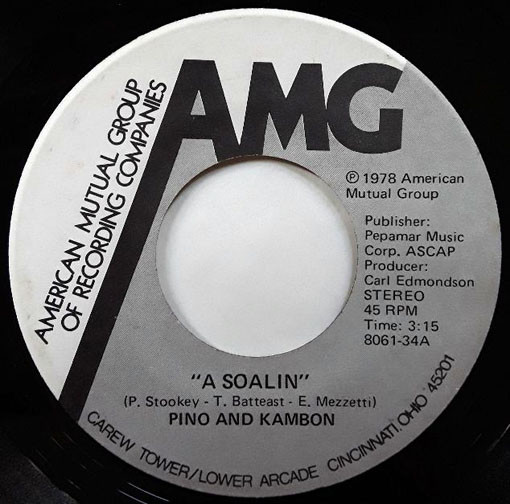 AMERICAN MUTUAL GROUP
OF RECORDING COMPANIES
AMG
℗ 1978 American
Mutual Group
Publisher:
Pepamar Music
Corp. ASCAP
Producer:
Carl Edmondson
STEREO
45 RPM
Time: 3:15
8061-34A
"A SOALIN"
(P. Stookey - T. Batteast - E. Mezzetti)
PINO AND KAMBON
CAREW TOWER/LOWER ARCADE CINCINNATI,OHIO 45201